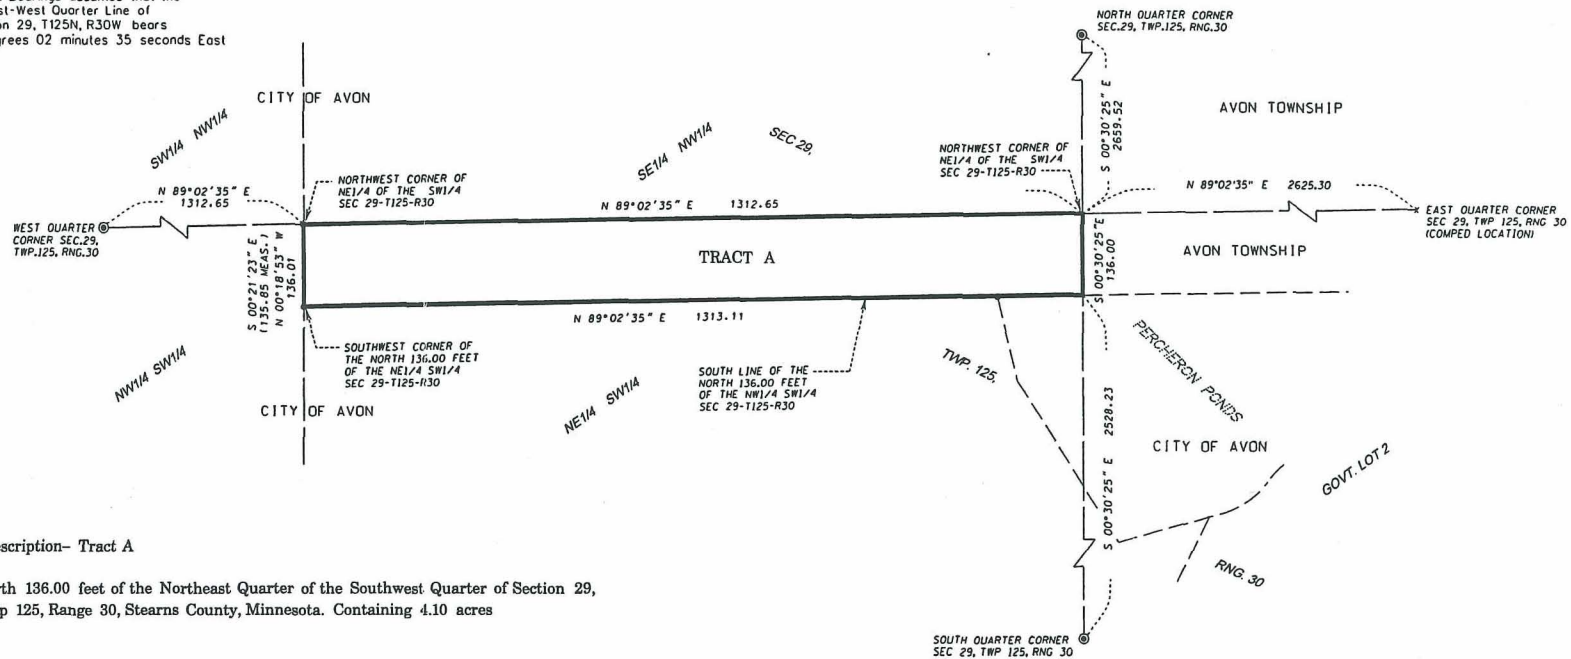 st-West Quarter Line of
n 29, T125N, R30W bears
rees 02 minutes 35 seconds East
NORTH QUARTER CORNER
SEC.29, TWP.125, RNG.30
CITY OF AVON
SW1/4 NW1/4
SE1/4 NW1/4
SEC 29,
S 00°30'25" E
2659.52
AVON TOWNSHIP
NORTHWEST CORNER OF
NE1/4 OF THE SW1/4
SEC 29-T125-R30
NORTHWEST CORNER OF
NE1/4 OF THE SW1/4
SEC 29-T125-R30
N 89°02'35" E
1312.65
N 89°02'35" E 1312.65
N 89°02'35" E 2625.30
WEST QUARTER
CORNER SEC.29,
TWP.125, RNG.30
EAST QUARTER CORNER
SEC 29, TWP 125, RNG 30
(COMPED LOCATION)
S 00°21'23" E
(135.85 MEAS.)
N 00°18'53" W
136.01
TRACT A
S 00°30'25"E
136.00
AVON TOWNSHIP
N 89°02'35" E 1313.11
SOUTHWEST CORNER OF
THE NORTH 136.00 FEET
OF THE NE1/4 SW1/4
SEC 29-T125-R30
NW1/4 SW1/4
CITY OF AVON
NE1/4 SW1/4
SOUTH LINE OF THE
NORTH 136.00 FEET
OF THE NW1/4 SW1/4
SEC 29-T125-R30
TWP. 125,
PERCHERON PONDS
S 00°30'25" E 2528.23
CITY OF AVON
GOVT. LOT 2
RNG. 30
scription- Tract A
th 136.00 feet of the Northeast Quarter of the Southwest Quarter of Section 29,
p 125, Range 30, Stearns County, Minnesota. Containing 4.10 acres
SOUTH QUARTER CORNER
SEC 29, TWP 125, RNG 30